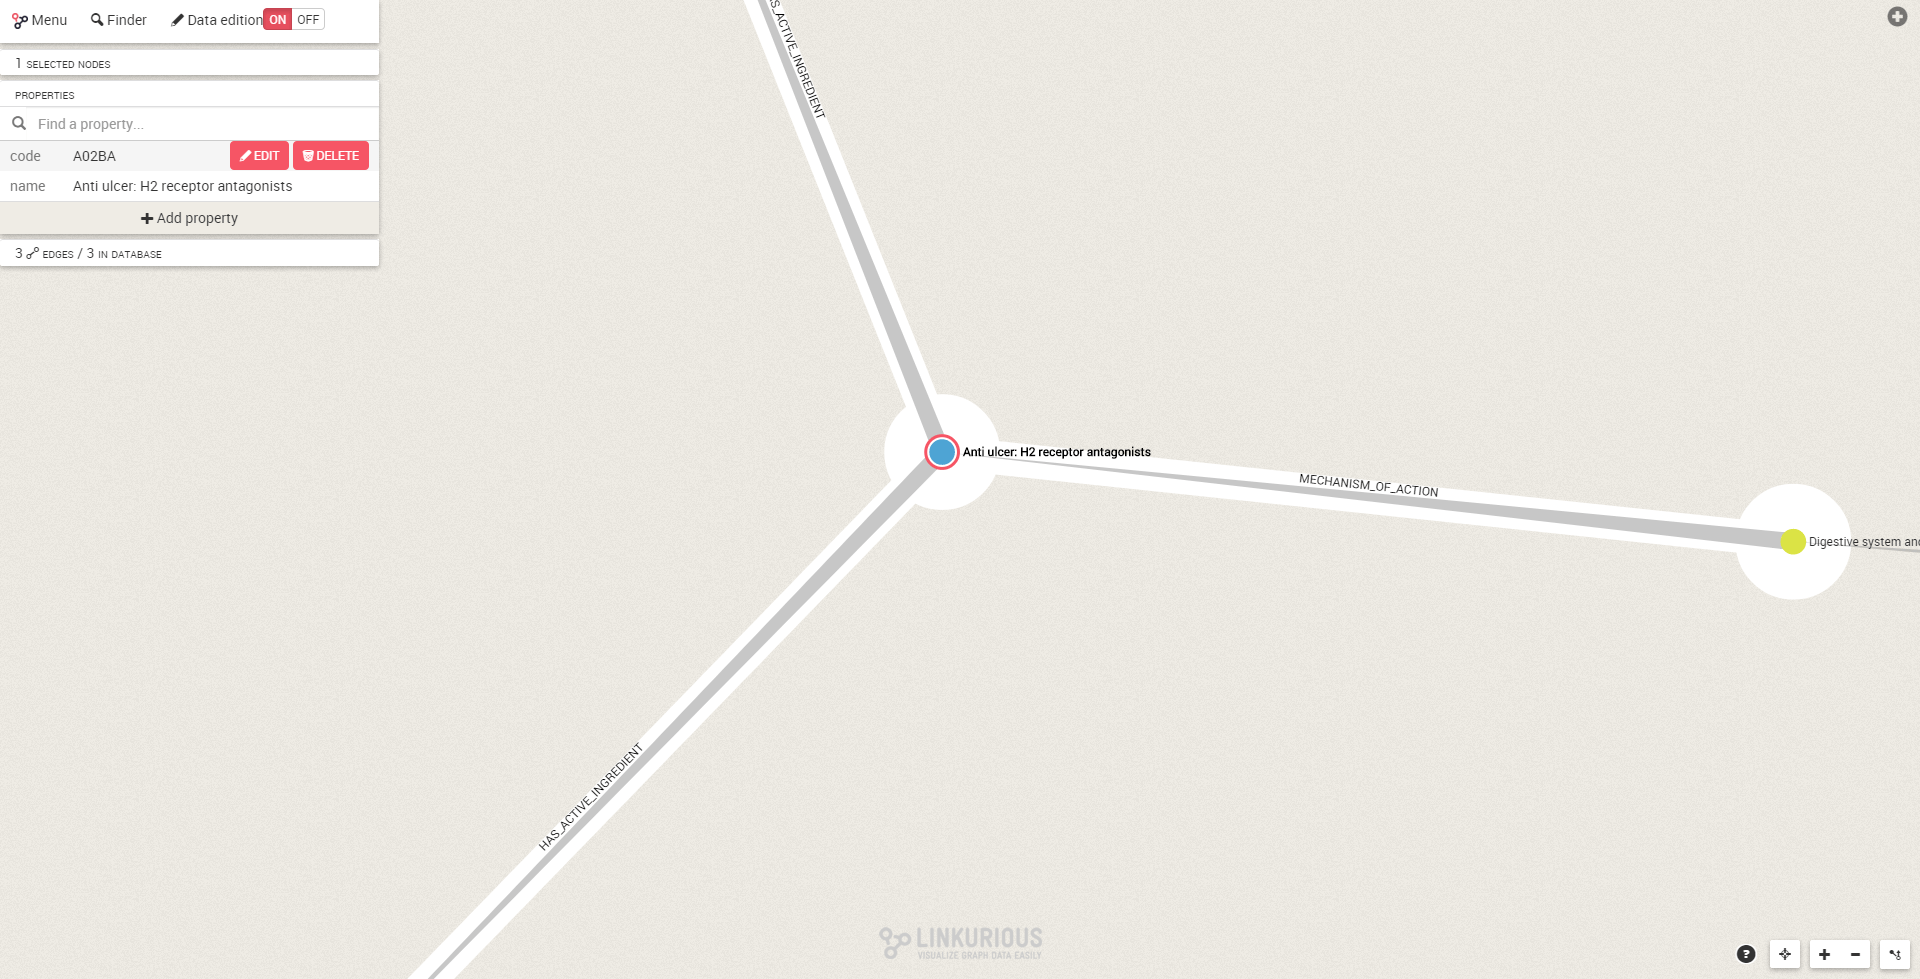 Menu Finder Data edition ON OFF
1 SELECTED NODES
PROPERTIES
Find a property...
code A02BA EDIT DELETE
name Anti ulcer: H2 receptor antagonists
Add property
3 EDGES / 3 IN DATABASE
S_ACTIVE_INGREDIENT
Anti ulcer: H2 receptor antagonists
MECHANISM_OF_ACTION
Digestive system and
HAS_ACTIVE_INGREDIENT
LINKURIOUS
VISUALIZE GRAPH DATA EASILY
?